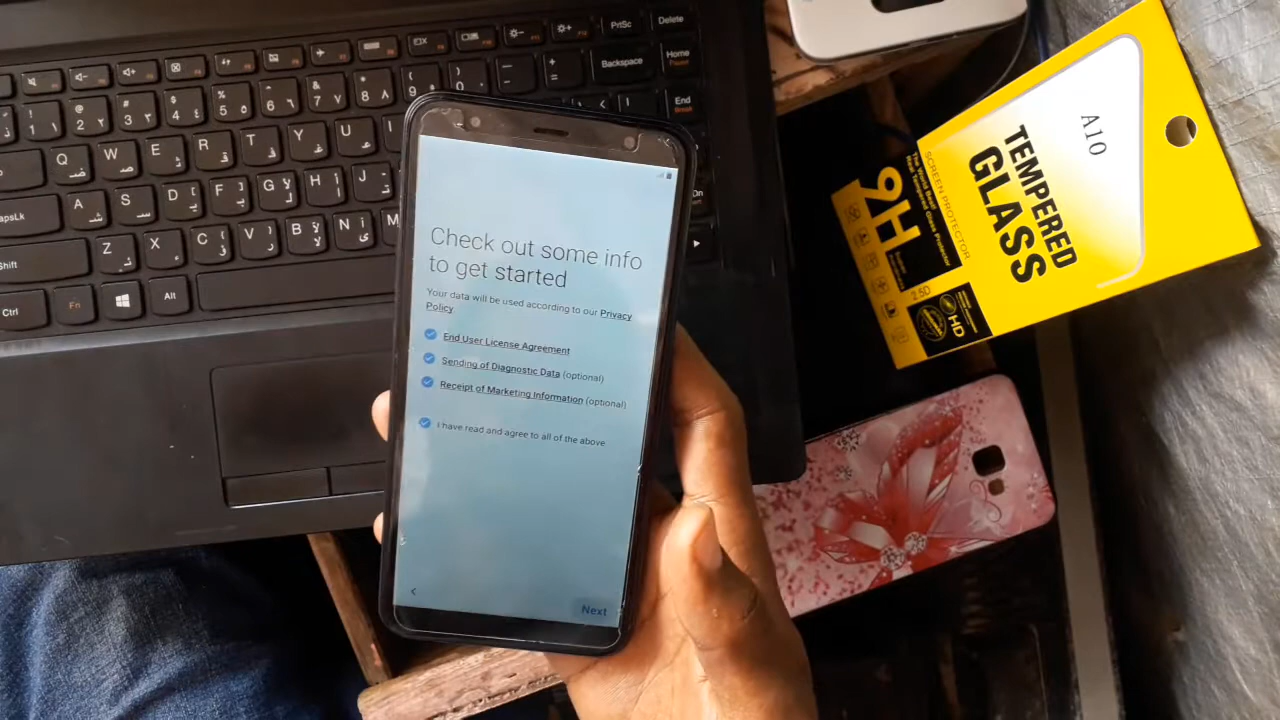 Check out some info
to get started
Your data will be used according to our Privacy
Policy
End User License Agreement
Sending of Diagnostic Data (optional)
Receipt of Marketing Information (optional)
I have read and agree to all of the above
Next
A10
TEMPERED
GLASS
SCREEN PROTECTOR
9H
2.5D
HD
PrtSc
Delete
Home
Pause
Backspace
End
Break
Q ض
W ص
E ث
R ق
T ف
Y غ
U ع
I
A ش
S س
D ي
F ب
G ل
H ا
J ت
Z ئ
X ء
C ؤ
V ر
B لا
N ى
M
Shift
Ctrl
Fn
Alt